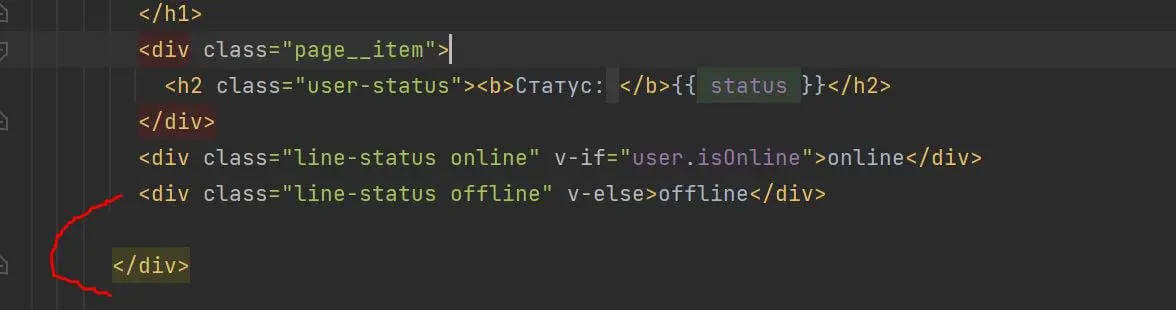 </h1>
<div class="page__item">
<h2 class="user-status"><b>Статус: </b>{{ status }}</h2>
</div>
<div class="line-status online" v-if="user.isOnline">online</div>
<div class="line-status offline" v-else>offline</div>
</div>